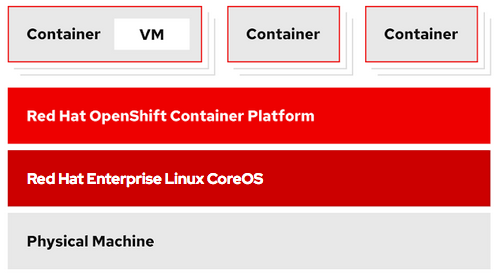 Container VM Container Container
Red Hat OpenShift Container Platform
Red Hat Enterprise Linux CoreOS
Physical Machine